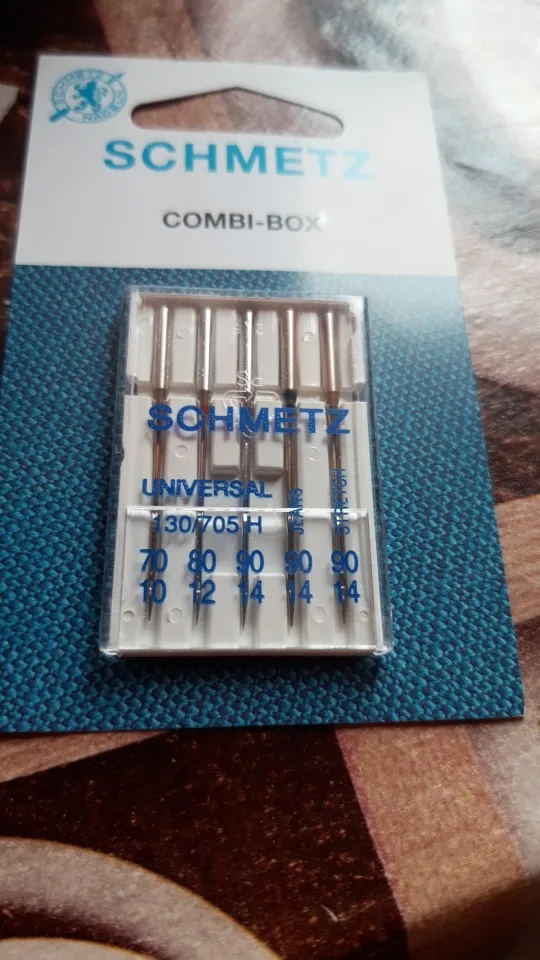 SCHMETZ
COMBI-BOX
SCHMETZ
UNIVERSAL
130/705 H
JEANS
STRETCH
70 80 90 90 90
10 12 14 14 14